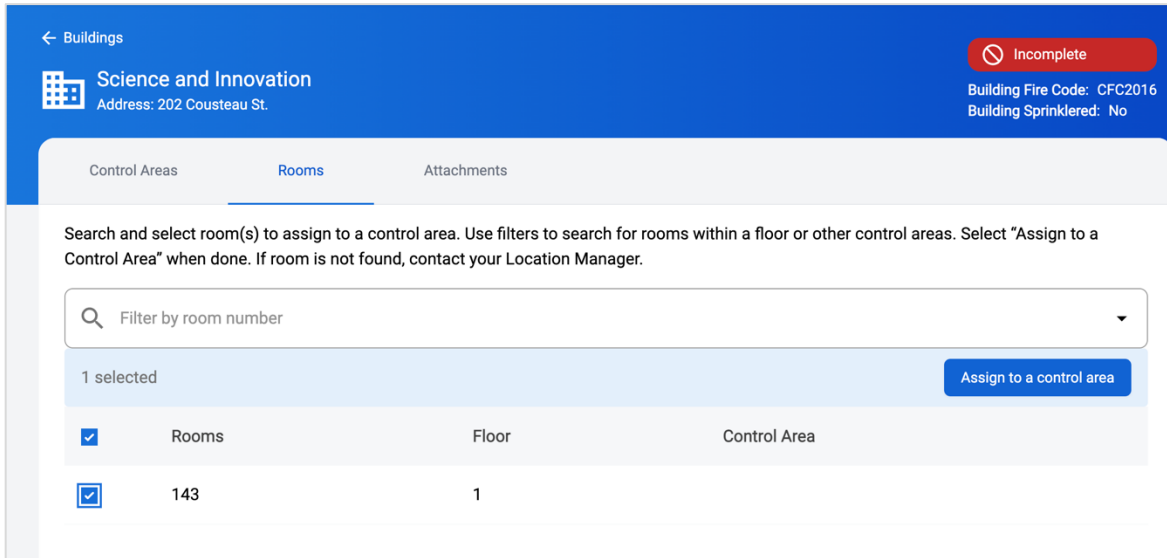 ← Buildings
Science and Innovation
Address: 202 Cousteau St.
Incomplete
Building Fire Code: CFC2016
Building Sprinklered: No
Control Areas Rooms Attachments
Search and select room(s) to assign to a control area. Use filters to search for rooms within a floor or other control areas. Select “Assign to a
Control Area” when done. If room is not found, contact your Location Manager.
Filter by room number
1 selected Assign to a control area
Rooms Floor Control Area
143 1